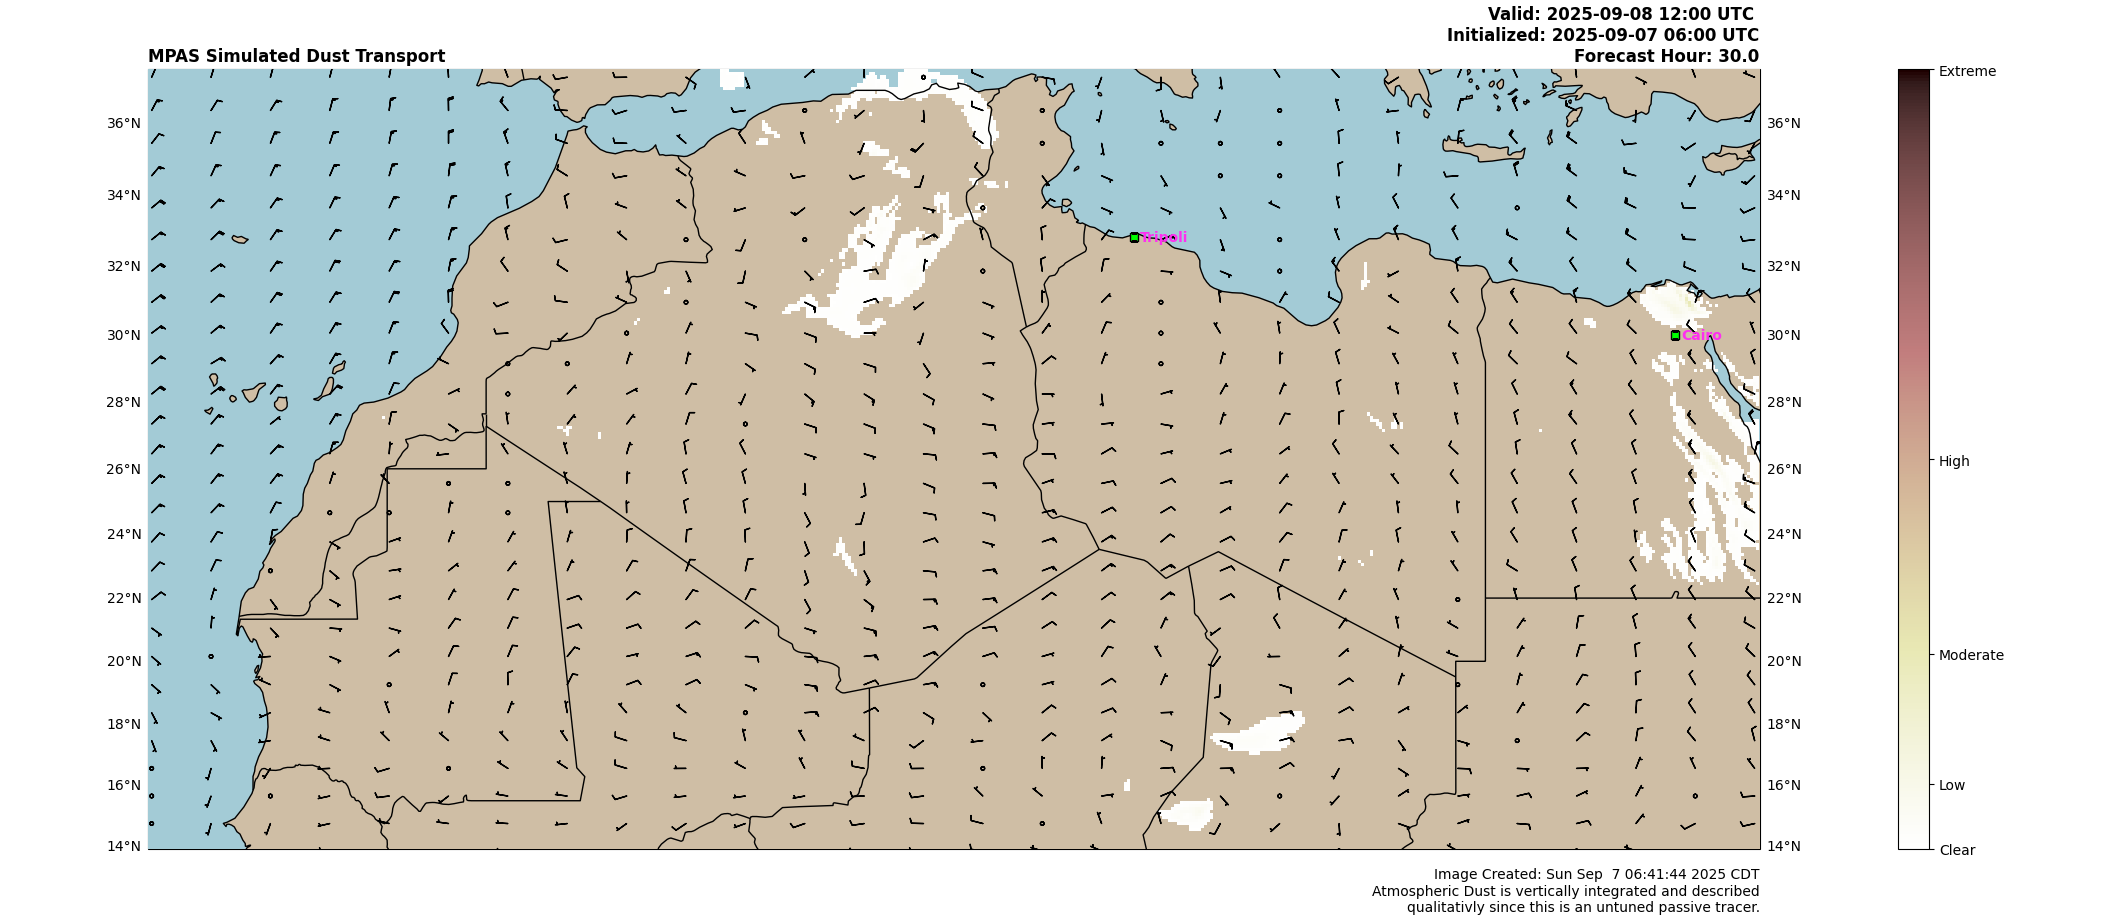 Valid: 2025-09-08 12:00 UTC
Initialized: 2025-09-07 06:00 UTC
MPAS Simulated Dust Transport
Forecast Hour: 30.0
Extreme
36°N
36°N
34°N
34°N
Tripoli
32°N
32°N
30°N
Cairo
30°N
28°N
28°N
26°N
26°N
High
24°N
24°N
22°N
22°N
20°N
20°N
Moderate
18°N
18°N
16°N
16°N
Low
14°N
14°N
Clear
Image Created: Sun Sep  7 06:41:44 2025 CDT
Atmospheric Dust is vertically integrated and described
qualitativly since this is an untuned passive tracer.